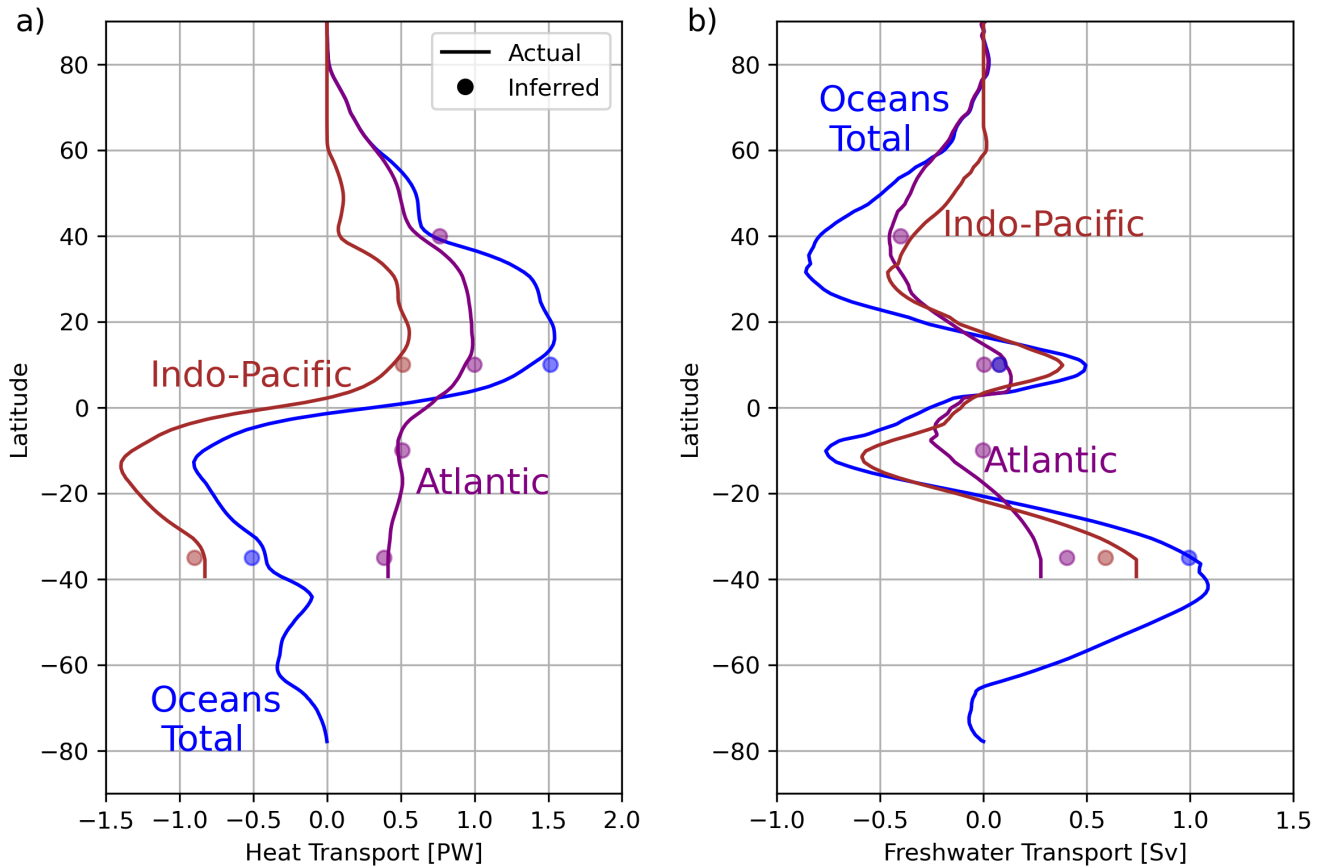 a)
Actual
Inferred
Indo-Pacific
Atlantic
Oceans
Total
80
60
40
20
0
−20
−40
−60
−80
Latitude
−1.5
−1.0
−0.5
0.0
0.5
1.0
1.5
2.0
Heat Transport [PW]
b)
Oceans
Total
Indo-Pacific
Atlantic
80
60
40
20
0
−20
−40
−60
−80
Latitude
−1.0
−0.5
0.0
0.5
1.0
1.5
Freshwater Transport [Sv]